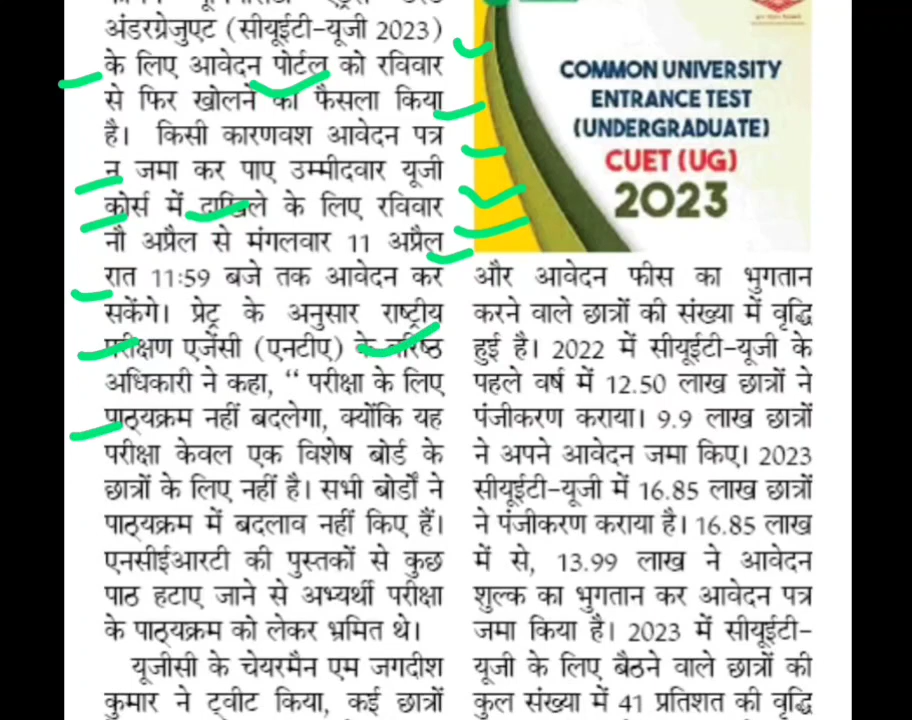 अंडरग्रेजुएट (सीयूईटी-यूजी 2023)
के लिए आवेदन पोर्टल को रविवार
से फिर खोलने का फैसला किया
है। किसी कारणवश आवेदन पत्र
न जमा कर पाए उम्मीदवार यूजी
कोर्स में दाखिले के लिए रविवार
नौ अप्रैल से मंगलवार 11 अप्रैल
रात 11:59 बजे तक आवेदन कर
सकेंगे। प्रेट्र के अनुसार राष्ट्रीय
परीक्षण एजेंसी (एनटीए) के वरिष्ठ
अधिकारी ने कहा, “ परीक्षा के लिए
पाठ्यक्रम नहीं बदलेगा, क्योंकि यह
परीक्षा केवल एक विशेष बोर्ड के
छात्रों के लिए नहीं है। सभी बोर्डों ने
पाठ्यक्रम में बदलाव नहीं किए हैं।
एनसीईआरटी की पुस्तकों से कुछ
पाठ हटाए जाने से अभ्यर्थी परीक्षा
के पाठ्यक्रम को लेकर भ्रमित थे।
यूजीसी के चेयरमैन एम जगदीश
कुमार ने ट्वीट किया, कई छात्रों
COMMON UNIVERSITY
ENTRANCE TEST
(UNDERGRADUATE)
CUET (UG)
2023
और आवेदन फीस का भुगतान
करने वाले छात्रों की संख्या में वृद्धि
हुई है। 2022 में सीयूईटी-यूजी के
पहले वर्ष में 12.50 लाख छात्रों ने
पंजीकरण कराया। 9.9 लाख छात्रों
ने अपने आवेदन जमा किए। 2023
सीयूईटी-यूजी में 16.85 लाख छात्रों
ने पंजीकरण कराया है। 16.85 लाख
में से, 13.99 लाख ने आवेदन
शुल्क का भुगतान कर आवेदन पत्र
जमा किया है। 2023 में सीयूईटी-
यूजी के लिए बैठने वाले छात्रों की
कुल संख्या में 41 प्रतिशत की वृद्धि